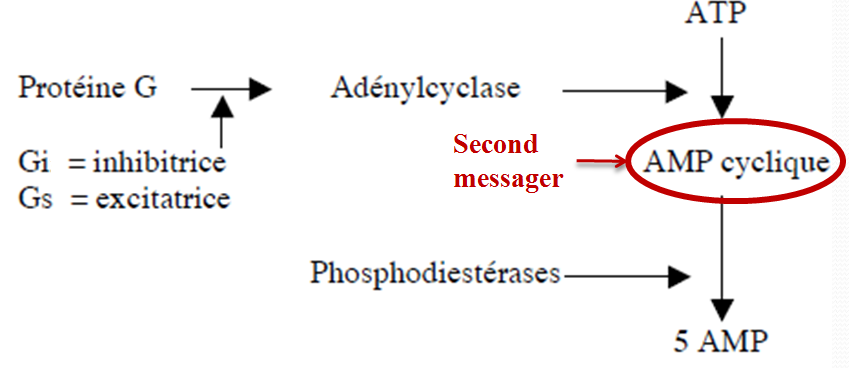 ATP
Protéine G
Adénylcyclase
Gi = inhibitrice
Gs = excitatrice
Second
messager
AMP cyclique
Phosphodiestérases
5 AMP